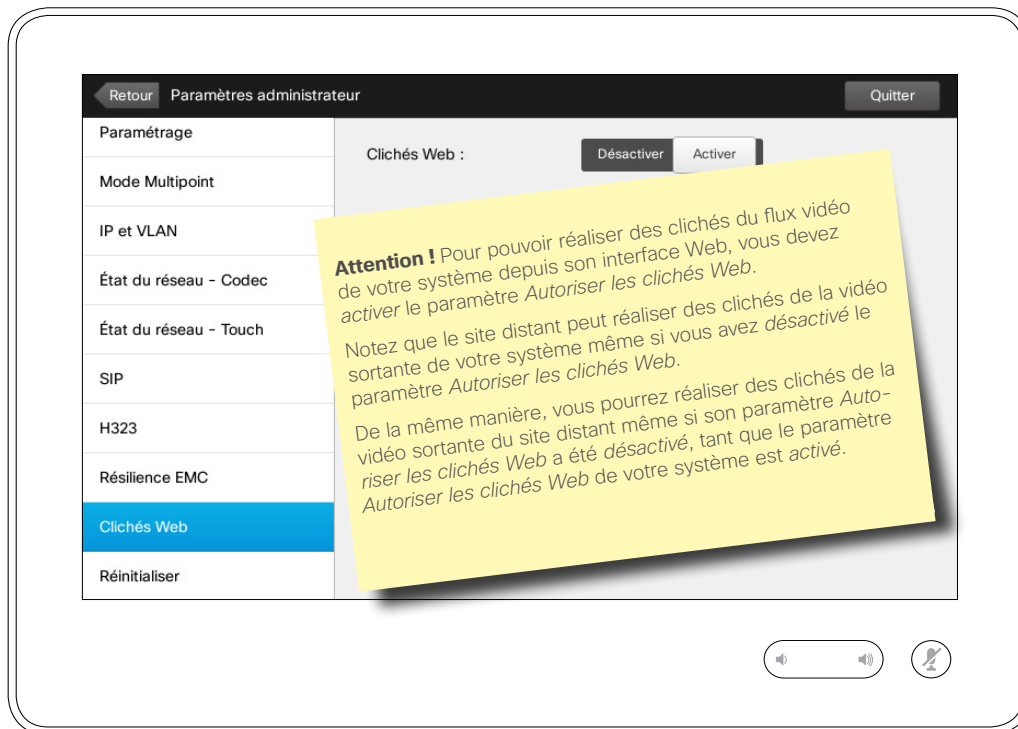 Retour Paramètres administrateur Quitter
Paramétrage
Mode Multipoint
IP et VLAN
État du réseau - Codec
État du réseau - Touch
SIP
H323
Résilience EMC
Clichés Web
Réinitialiser
Clichés Web : Désactiver Activer
Attention ! Pour pouvoir réaliser des clichés du flux vidéo
de votre système depuis son interface Web, vous devez
activer le paramètre Autoriser les clichés Web.
Notez que le site distant peut réaliser des clichés de la vidéo
sortante de votre système même si vous avez désactivé le
paramètre Autoriser les clichés Web.
De la même manière, vous pourrez réaliser des clichés de la
vidéo sortante du site distant même si son paramètre Auto-
riser les clichés Web a été désactivé, tant que le paramètre
Autoriser les clichés Web de votre système est activé.